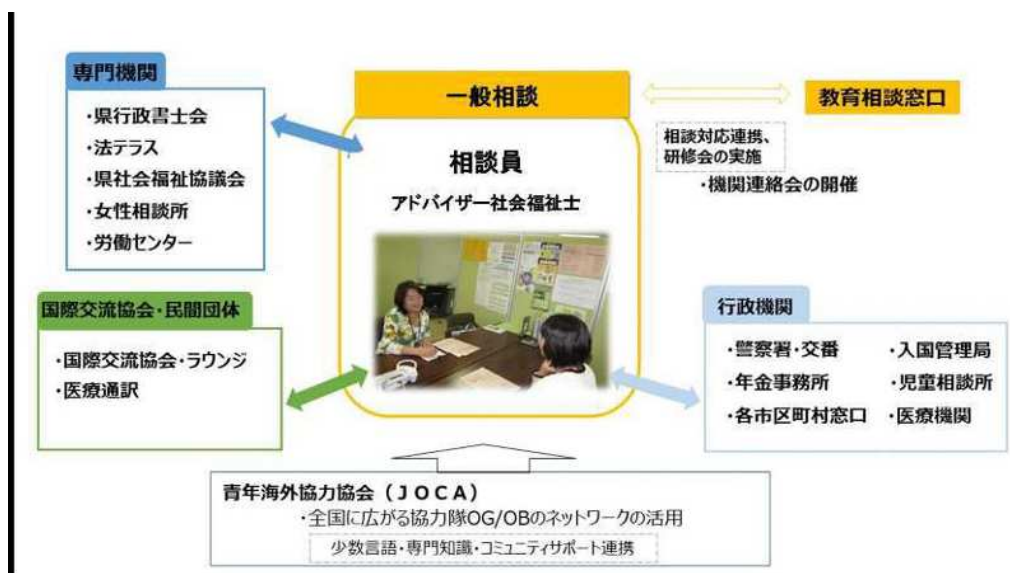 専門機関
・県行政書士会
・法テラス
・県社会福祉協議会
・女性相談所
・労働センター
一般相談
相談員
アドバイザー社会福祉士
教育相談窓口
相談対応連携、
研修会の実施
・機関連絡会の開催
国際交流協会・民間団体
・国際交流協会・ラウンジ
・医療通訳
行政機関
・警察署・交番
・入国管理局
・年金事務所
・児童相談所
・各市区町村窓口
・医療機関
青年海外協力協会（ＪＯＣＡ）
・全国に広がる協力隊OG/OBのネットワークの活用
少数言語・専門知識・コミュニティサポート連携